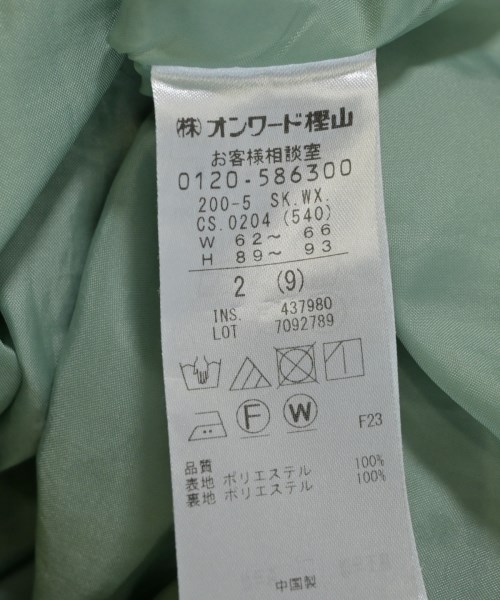 ㈱オンワード樫山
お客様相談室
0120-586300
200-5 SK.WX.
CS.0204 (540)
W 62～ 66
H 89～ 93
2 (9)
INS. 437980
LOT 7092789
F W
F23
品質
表地 ポリエステル 100%
裏地 ポリエステル 100%
中国製